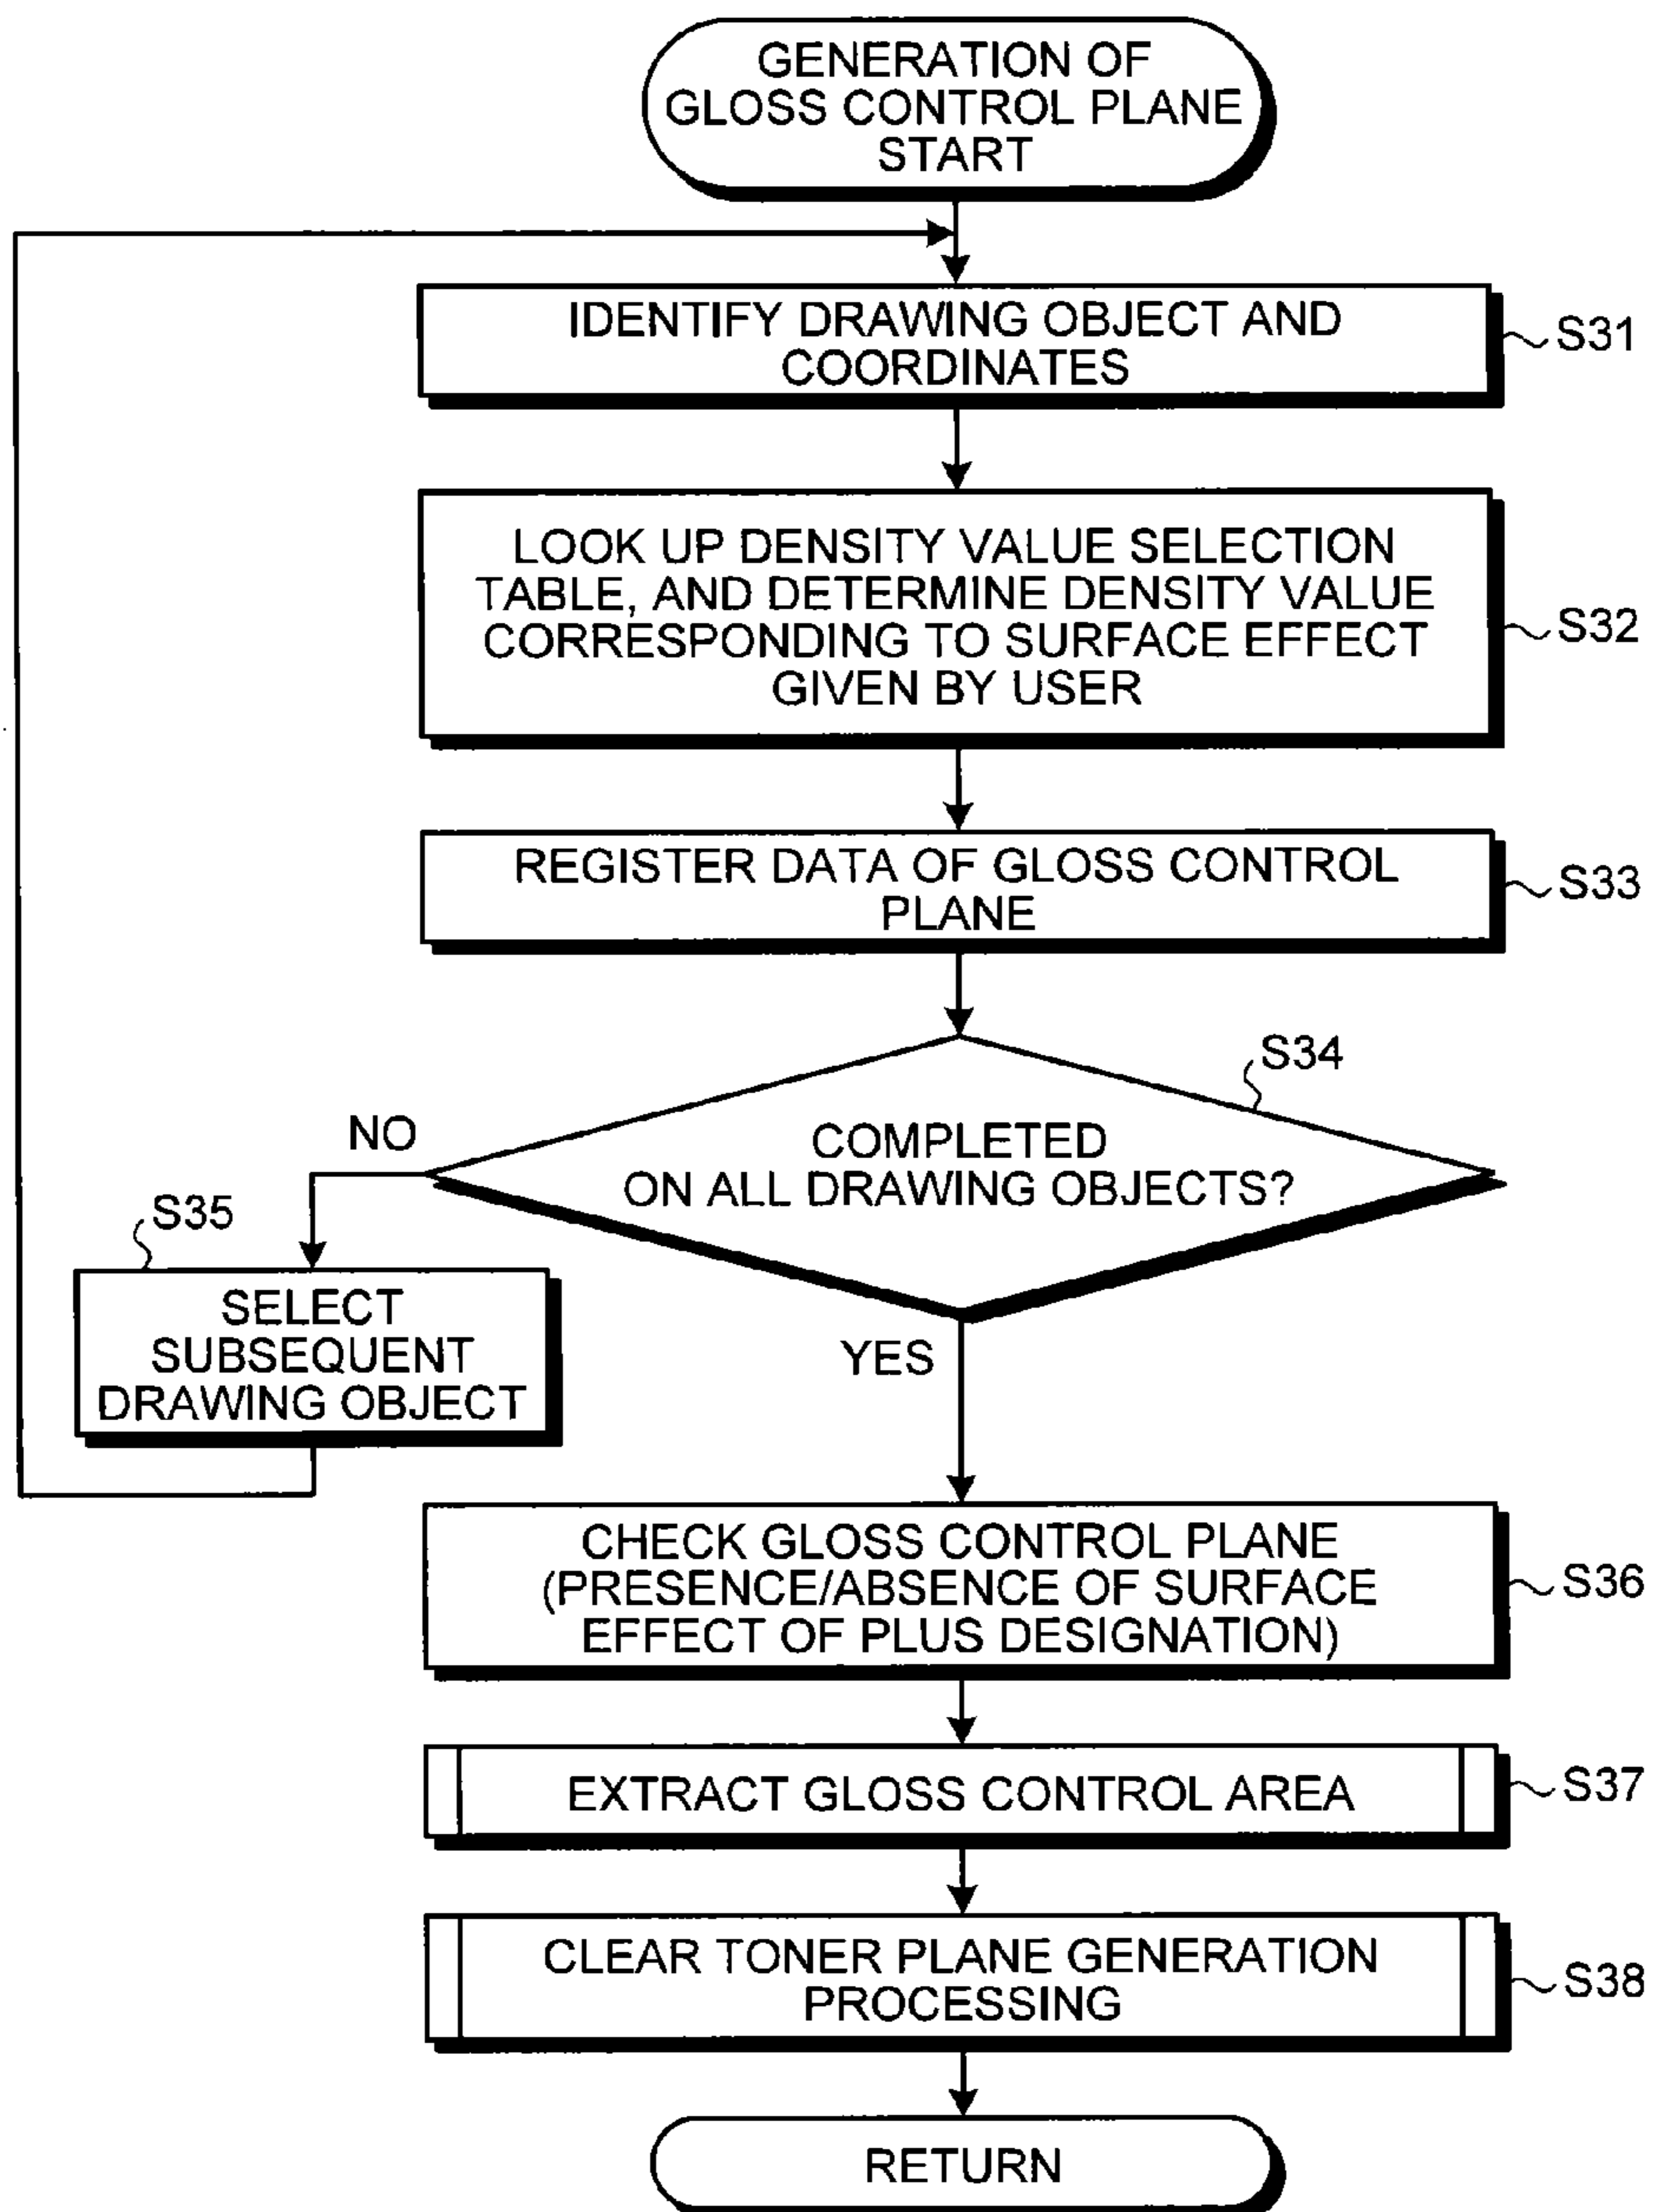 GENERATION OF
GLOSS CONTROL PLANE
START
IDENTIFY DRAWING OBJECT AND
COORDINATES
S31
LOOK UP DENSITY VALUE SELECTION
TABLE, AND DETERMINE DENSITY VALUE
CORRESPONDING TO SURFACE EFFECT
GIVEN BY USER
S32
REGISTER DATA OF GLOSS CONTROL
PLANE
S33
S34
COMPLETED
ON ALL DRAWING OBJECTS?
NO
S35
SELECT
SUBSEQUENT
DRAWING OBJECT
YES
CHECK GLOSS CONTROL PLANE
(PRESENCE/ABSENCE OF SURFACE
EFFECT OF PLUS DESIGNATION)
S36
EXTRACT GLOSS CONTROL AREA
S37
CLEAR TONER PLANE GENERATION
PROCESSING
S38
RETURN